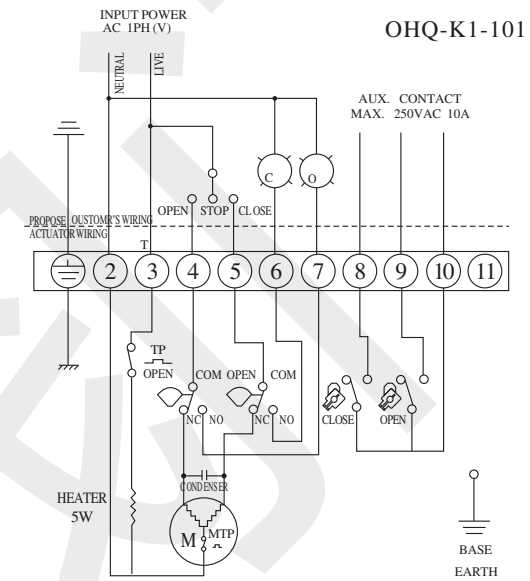 INPUT POWER
AC 1PH (V)
OHQ-K1-101
NEUTRAL
LIVE
AUX. CONTACT
MAX. 250VAC 10A
C
O
OPEN STOP CLOSE
PROPOSE OUSTOMR'S WIRING
ACTUATOR WIRING
T
2 3 4 5 6 7 8 9 10 11
TP
OPEN
COM OPEN COM
NC NO
NC NO
CLOSE
OPEN
CONDENSER
HEATER
5W
M
MTP
BASE
EARTH